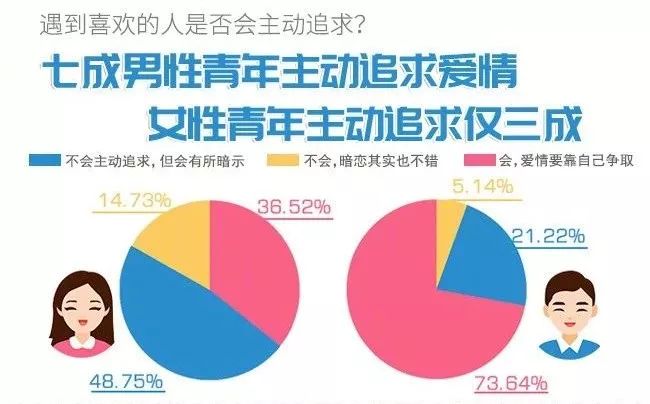 遇到喜欢的人是否会主动追求？
七成男性青年主动追求爱情
女性青年主动追求仅三成
不会主动追求，但会有所暗示 不会，暗恋其实也不错 会，爱情要靠自己争取
14.73% 36.52% 5.14%
21.22%
48.75% 73.64%